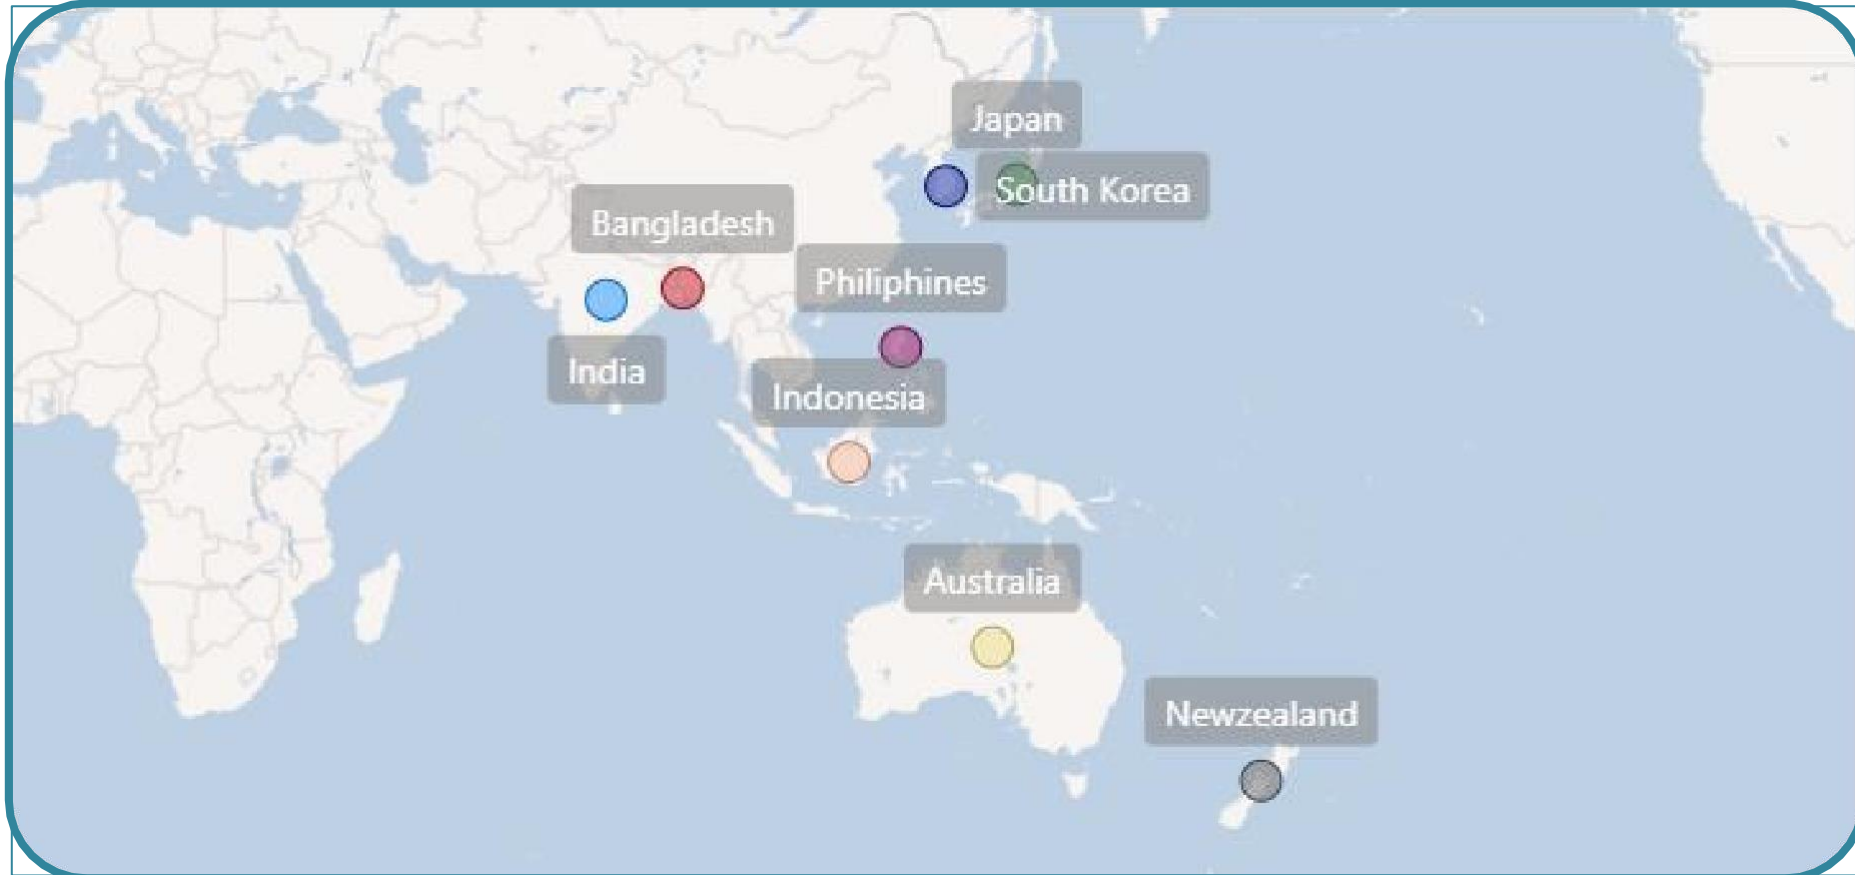 Japan
South Korea
Bangladesh
Philiphines
India
Indonesia
Australia
Newzealand